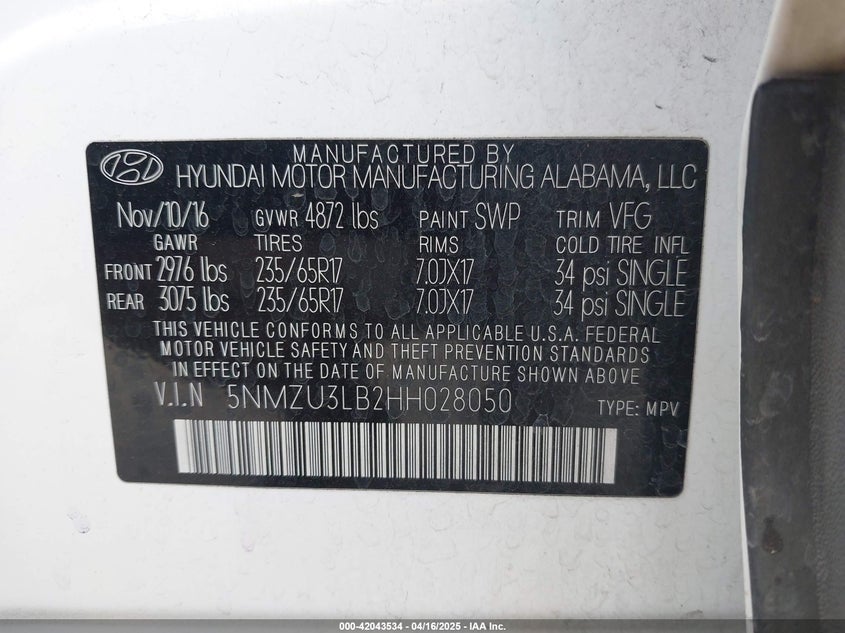 MANUFACTURED BY
HYUNDAI MOTOR MANUFACTURING ALABAMA, LLC
Nov/10/16 GVWR 4872 lbs PAINT SWP TRIM VFG
GAWR TIRES RIMS COLD TIRE INFL
FRONT 2976 lbs 235/65R17 7.0JX17 34 psi SINGLE
REAR 3075 lbs 235/65R17 7.0JX17 34 psi SINGLE
THIS VEHICLE CONFORMS TO ALL APPLICABLE U.S.A. FEDERAL
MOTOR VEHICLE SAFETY AND THEFT PREVENTION STANDARDS
IN EFFECT ON THE DATE OF MANUFACTURE SHOWN ABOVE
V.I.N 5NMZU3LB2HH028050 TYPE: MPV
000-42043534 - 04/16/2025 - IAA Inc.